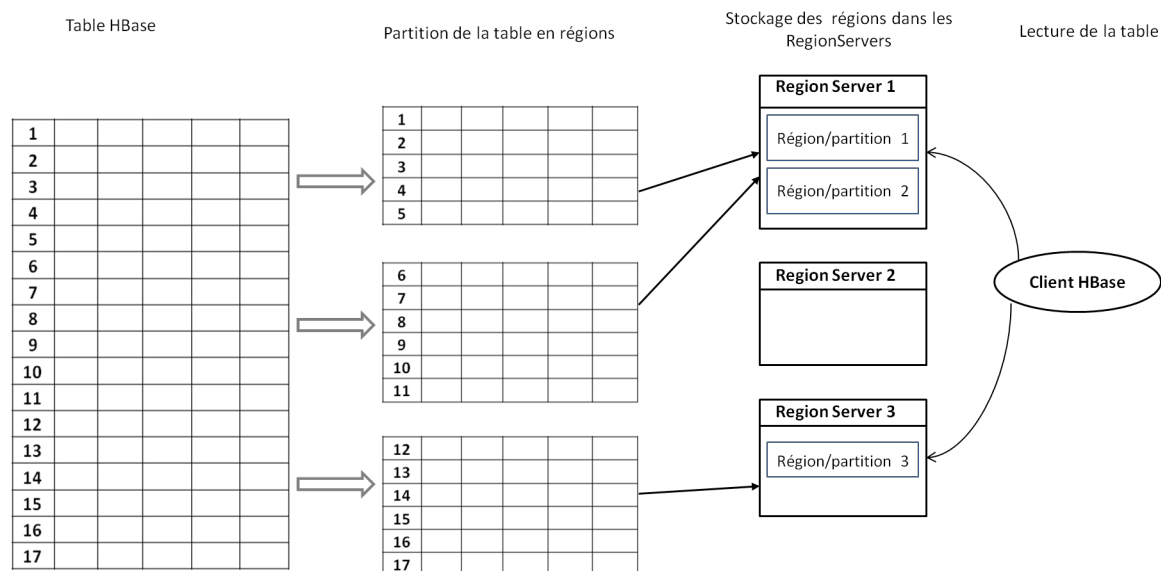 Table HBase
Partition de la table en régions
Stockage des régions dans les
RegionServers
Lecture de la table
1
2
3
4
5
6
7
8
9
10
11
12
13
14
15
16
17
1
2
3
4
5
6
7
8
9
10
11
12
13
14
15
16
17
Region Server 1
Région/partition 1
Région/partition 2
Region Server 2
Region Server 3
Région/partition 3
Client HBase